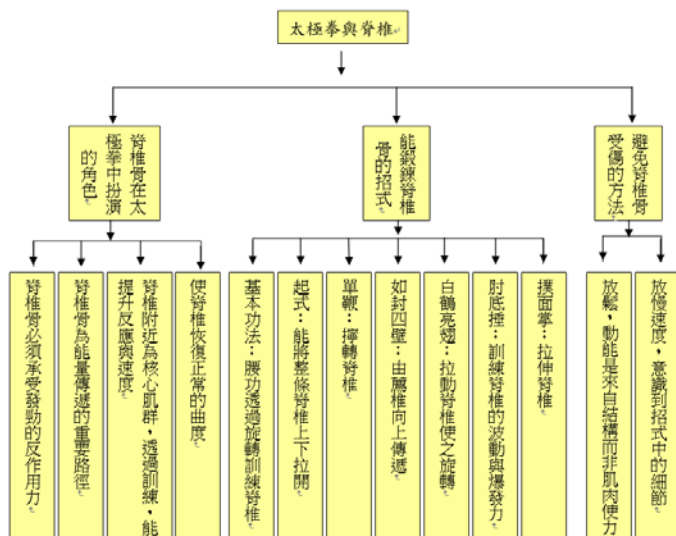 太極拳與脊椎
脊椎骨在太
極拳中扮演
的角色
能鍛鍊脊椎
骨的招式
避免脊椎骨
受傷的方法
脊椎骨必須承受發勁的反作用力
脊椎骨為能量傳遞的重要路徑
脊椎附近為核心肌群，透過訓練，能
提升反應與速度
使脊椎恢復正常的曲度
基本功法：腰功透過旋轉訓練脊椎
起式：能將整條脊椎上下拉開
單鞭：擰轉脊椎
如封四壁：由薦椎向上傳遞
白鶴亮翅：拉動脊椎使之旋轉
肘底捶：訓練脊椎的波動與爆發力
撲面掌：拉伸脊椎
放鬆，動能是來自結構而非肌肉使力
放慢速度，意識到招式中的細節